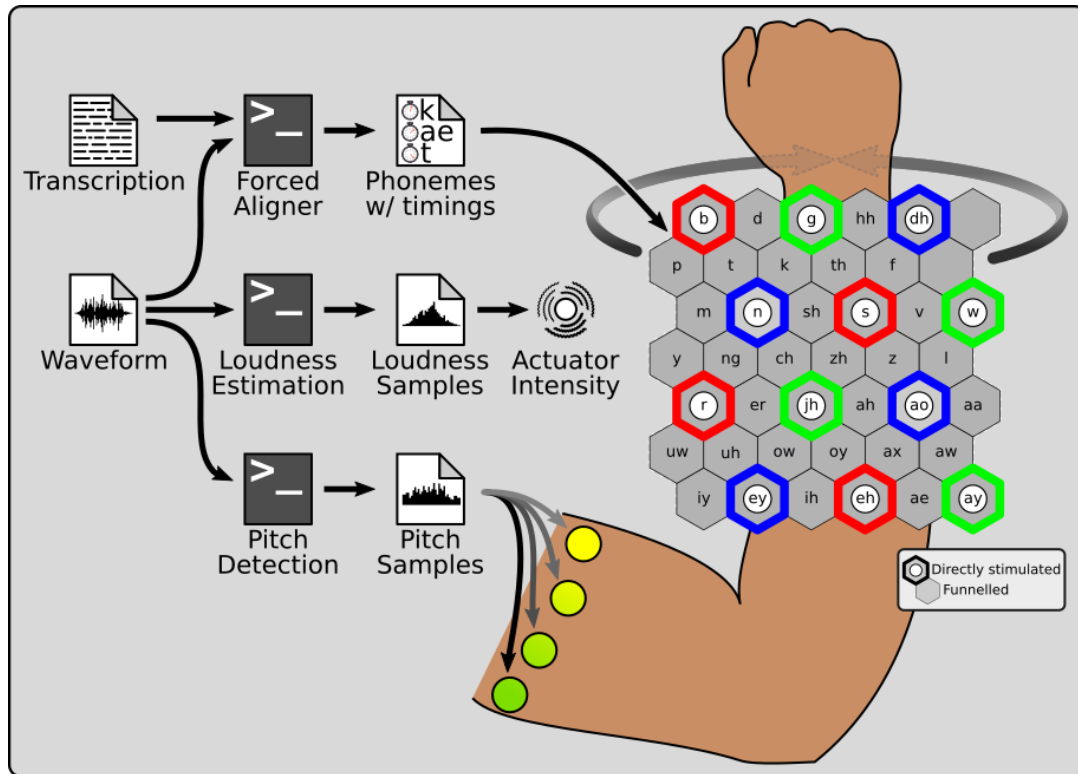 Transcription
>_
Forced
Aligner
k
ae
t
Phonemes
w/ timings
Waveform
>_
Loudness
Estimation
Loudness
Samples
Actuator
Intensity
>_
Pitch
Detection
Pitch
Samples
b d g hh dh
p t k th f
m n sh s v w
y ng ch zh z l
r er jh ah ao aa
uw uh ow oy ax aw
iy ey ih eh ae ay
Directly stimulated
Funnelled